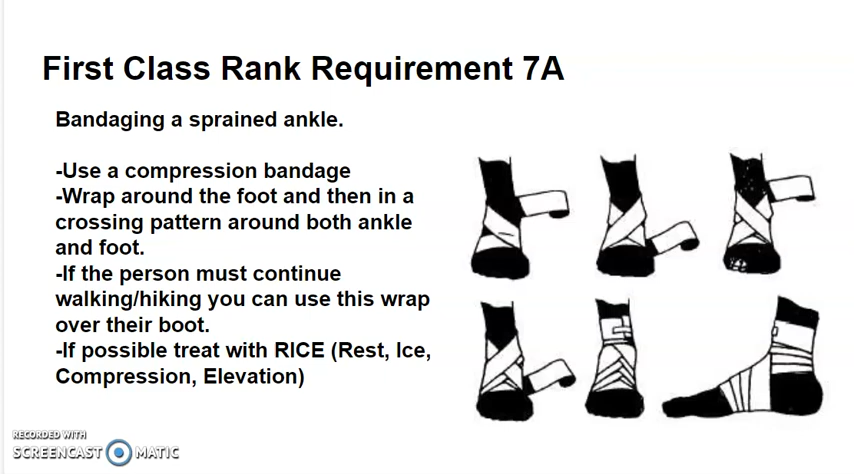 First Class Rank Requirement 7A
Bandaging a sprained ankle.
-Use a compression bandage
-Wrap around the foot and then in a
crossing pattern around both ankle
and foot.
-If the person must continue
walking/hiking you can use this wrap
over their boot.
-If possible treat with RICE (Rest, Ice,
Compression, Elevation)
RECORDED WITH
SCREENCAST MATIC